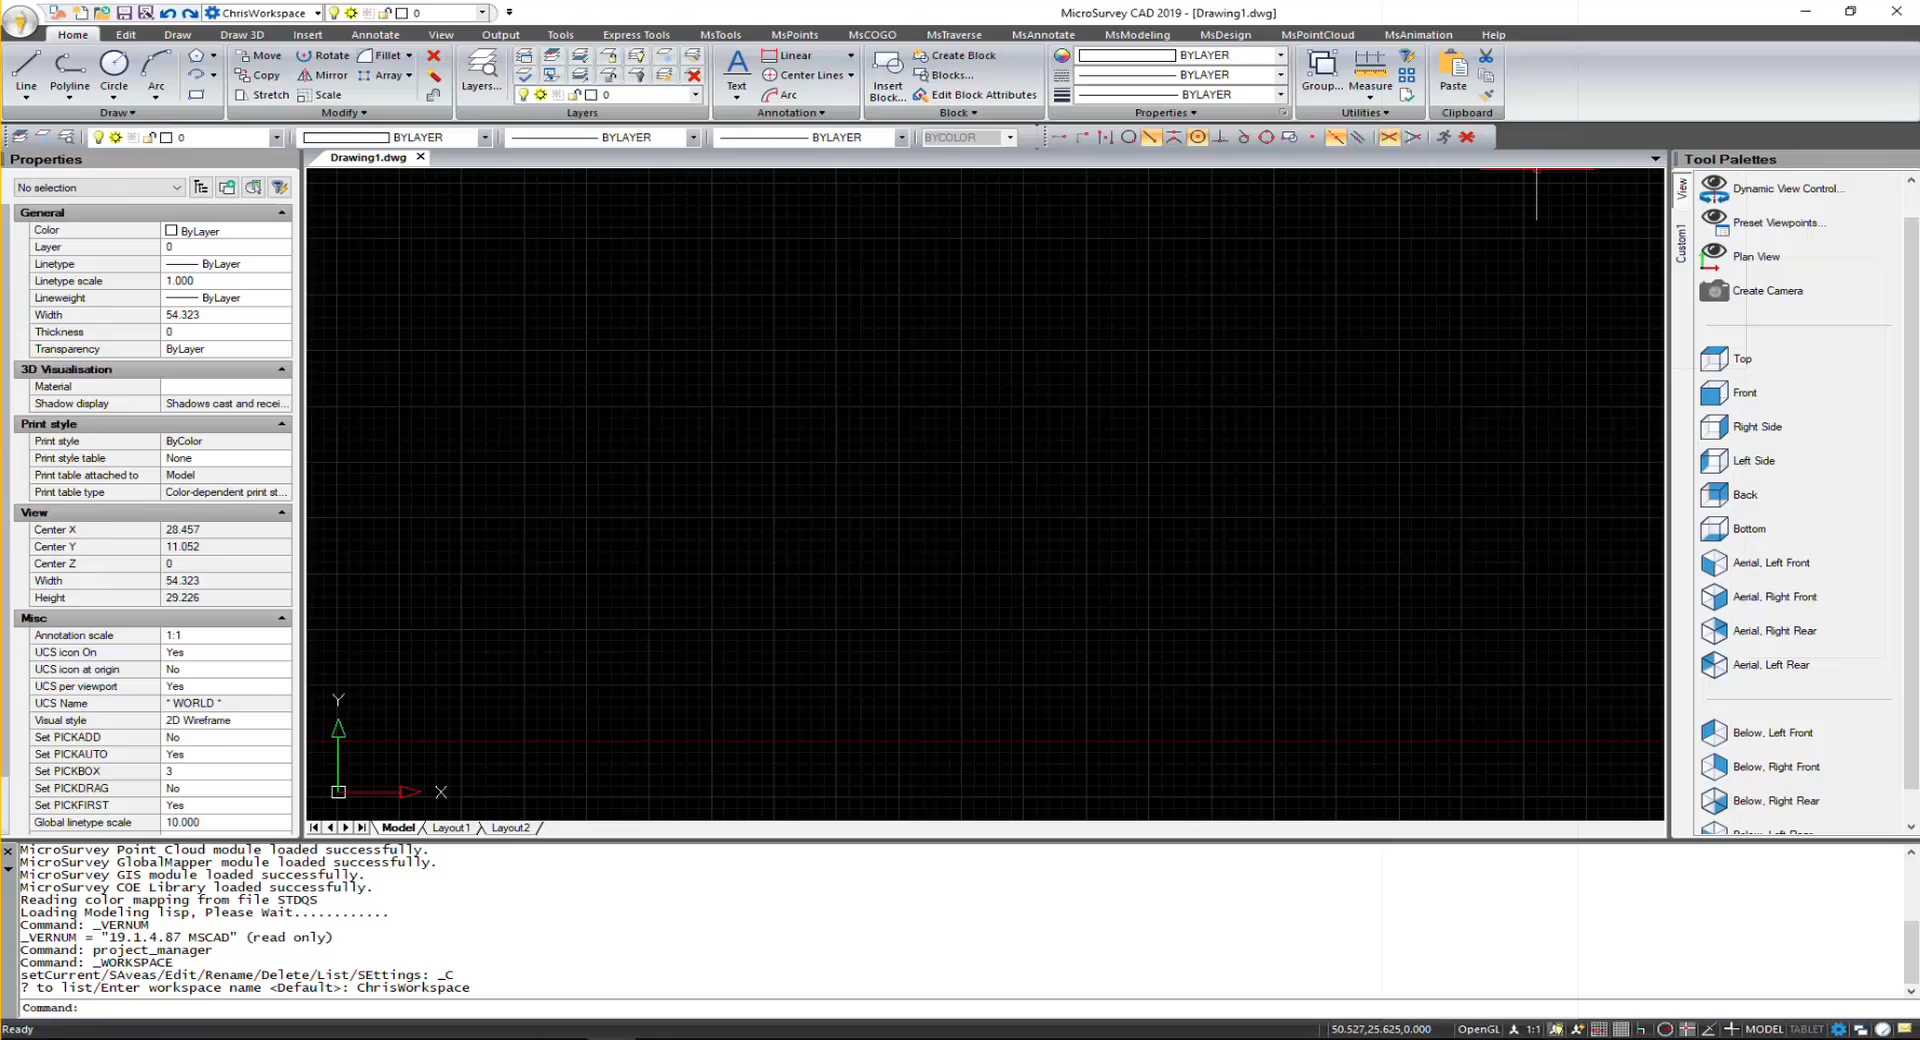 ChrisWorkspace
0
MicroSurvey CAD 2019 - [Drawing1.dwg]
Home Edit Draw Draw 3D Insert Annotate View Output Tools Express Tools MsTools MsPoints MsCOGO MsTraverse MsAnnotate MsModeling MsDesign MsPointCloud MsAnimation Help
Line Polyline Circle Arc
Draw
Move Rotate Fillet
Copy Mirror Array
Stretch Scale
Modify
Layers...
0
Layers
Text
Linear
Center Lines
Arc
Annotation
Insert Block...
Create Block
Blocks...
Edit Block Attributes
Block
BYLAYER
BYLAYER
BYLAYER
Properties
Group... Measure
Utilities
Paste
Clipboard
0 BYLAYER BYLAYER BYLAYER BYCOLOR
Properties
No selection
General
Color ByLayer
Layer 0
Linetype ByLayer
Linetype scale 1.000
Lineweight ByLayer
Width 54.323
Thickness 0
Transparency ByLayer
3D Visualisation
Material
Shadow display Shadows cast and recei...
Print style
Print style ByColor
Print style table None
Print table attached to Model
Print table type Color-dependent print st...
View
Center X 28.457
Center Y 11.052
Center Z 0
Width 54.323
Height 29.226
Misc
Annotation scale 1:1
UCS icon On Yes
UCS icon at origin No
UCS per viewport Yes
UCS Name * WORLD *
Visual style 2D Wireframe
Set PICKADD No
Set PICKAUTO Yes
Set PICKBOX 3
Set PICKDRAG No
Set PICKFIRST Yes
Global linetype scale 10.000
Drawing1.dwg
Y
X
Model Layout1 Layout2
Tool Palettes
View
Custom1
Dynamic View Control...
Preset Viewpoints...
Plan View
Create Camera
Top
Front
Right Side
Left Side
Back
Bottom
Aerial, Left Front
Aerial, Right Front
Aerial, Right Rear
Aerial, Left Rear
Below, Left Front
Below, Right Front
Below, Right Rear
Below, Left Rear
MicroSurvey Point Cloud module loaded successfully.
MicroSurvey GlobalMapper module loaded successfully.
MicroSurvey GIS module loaded successfully.
MicroSurvey COE Library loaded successfully.
Reading color mapping from file STDQS
Loading Modeling lisp, Please Wait............
Command: _VERNUM
_VERNUM = "19.1.4.87 MSCAD" (read only)
Command: project_manager
Command: _WORKSPACE
setCurrent/SAveas/Edit/Rename/Delete/List/SEttings: _C
? to list/Enter workspace name <Default>: ChrisWorkspace
Command:
Ready
50.527,25.625,0.000 OpenGL 1:1 MODEL TABLET